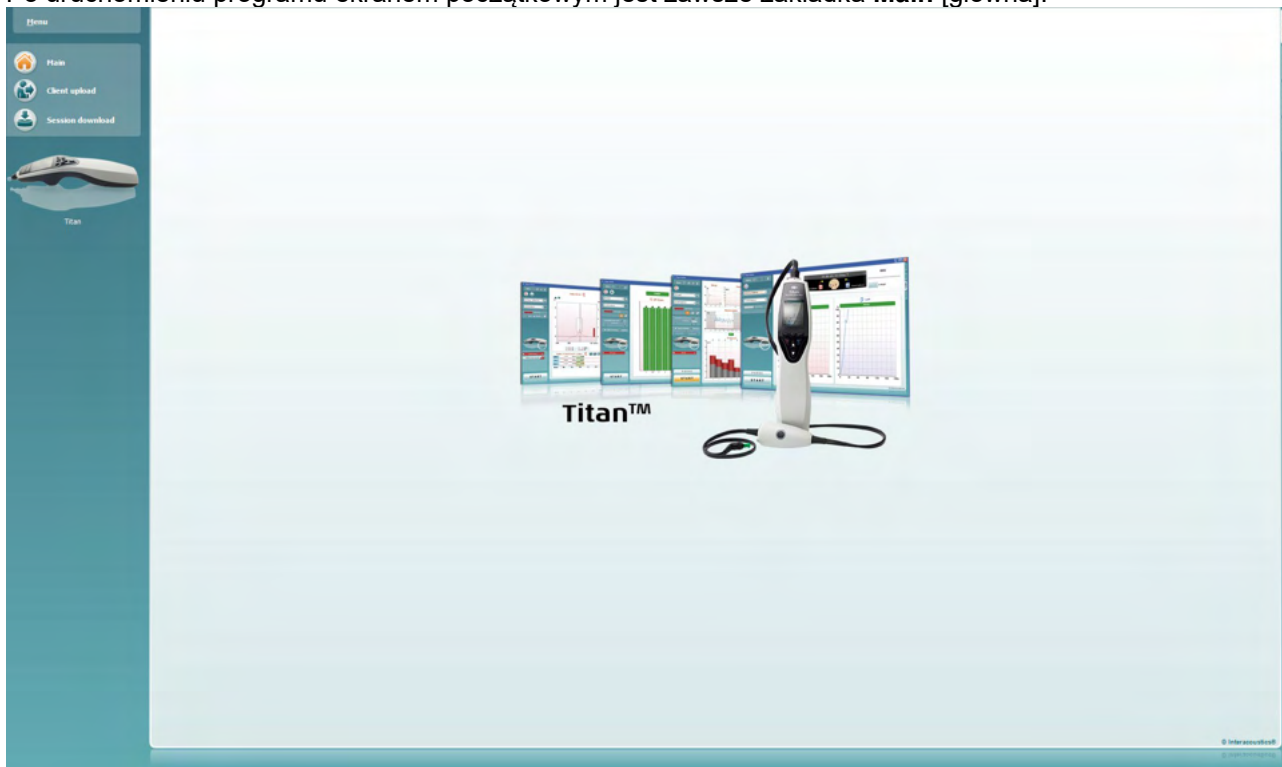 Po uruchomieniu programu ekranem początkowym jest zawsze zakładka Main [główna].
Menu
Main
Client upload
Session download
Titan
Titan™
© Interacoustics®